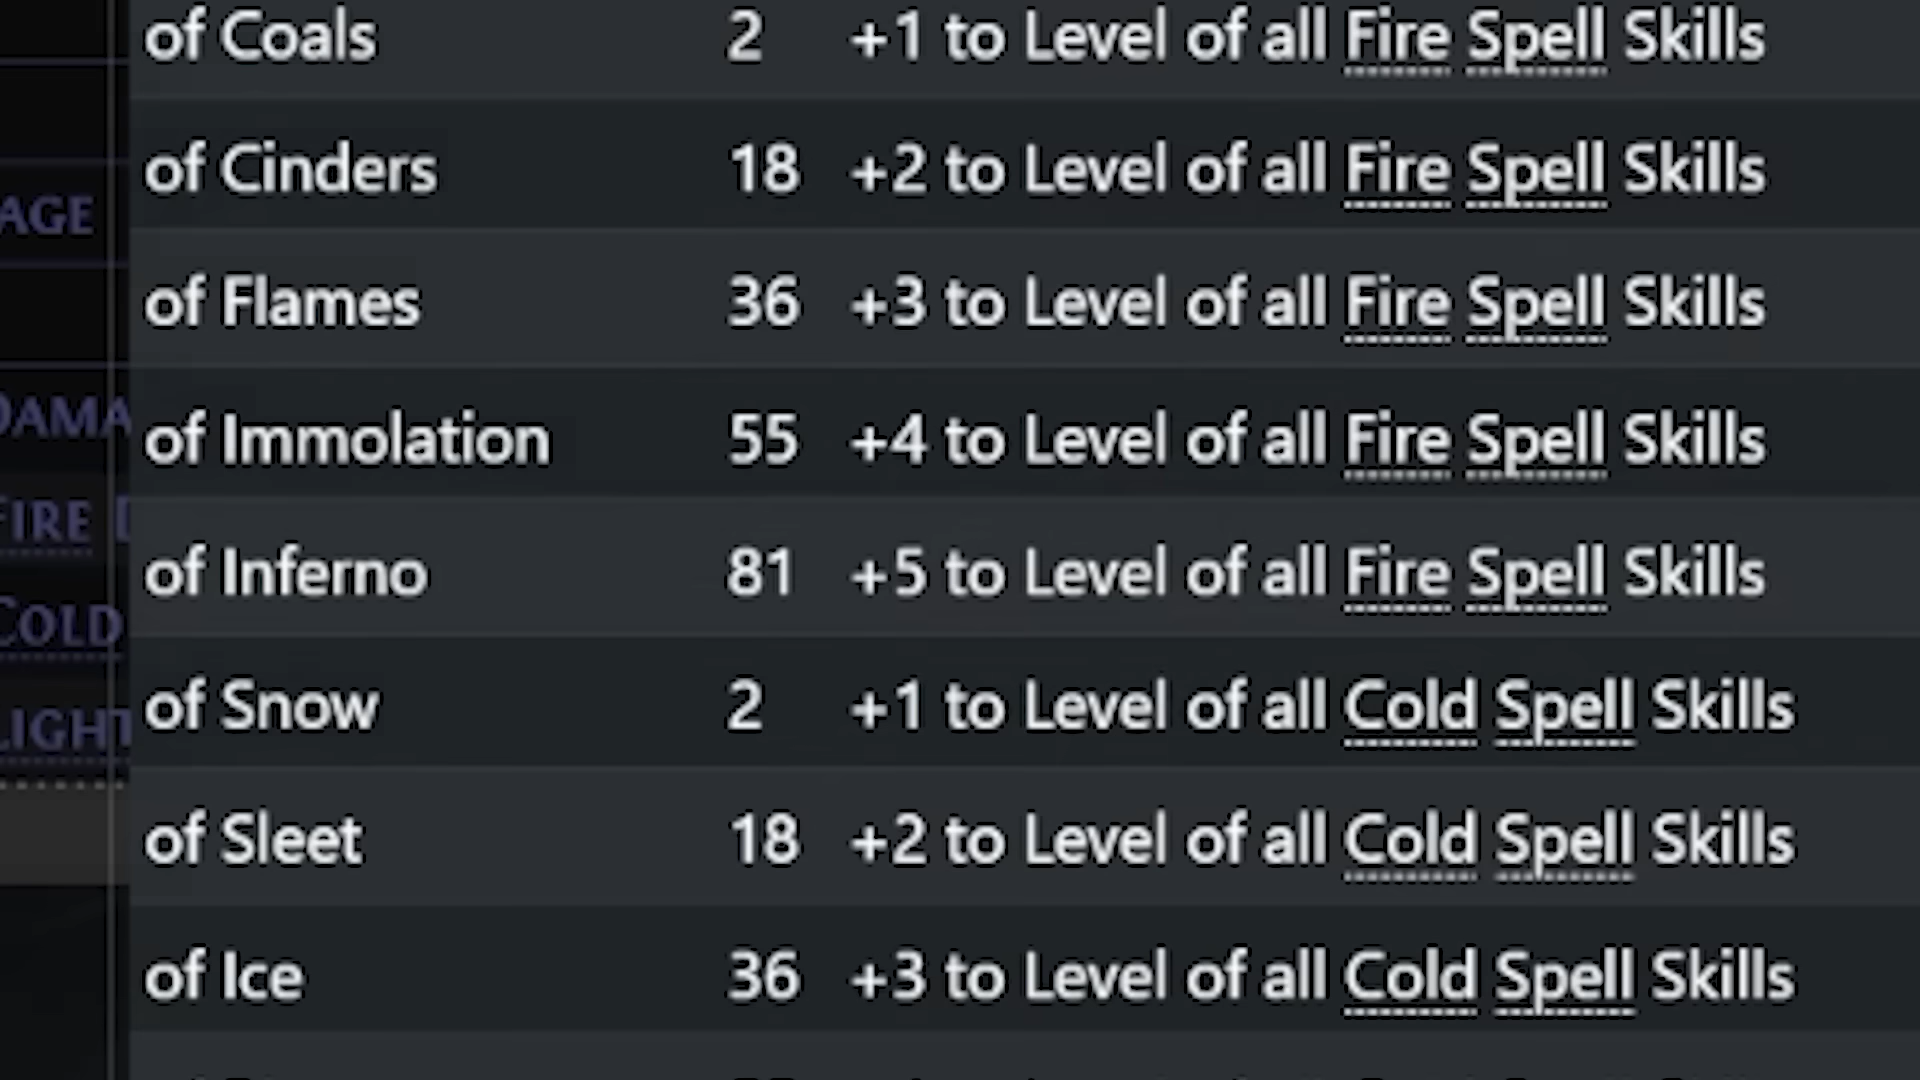 of Coals 2 +1 to Level of all Fire Spell Skills
of Cinders 18 +2 to Level of all Fire Spell Skills
AGE
of Flames 36 +3 to Level of all Fire Spell Skills
DAMA
of Immolation 55 +4 to Level of all Fire Spell Skills
FIRE D
of Inferno 81 +5 to Level of all Fire Spell Skills
COLD
of Snow 2 +1 to Level of all Cold Spell Skills
LIGHT
of Sleet 18 +2 to Level of all Cold Spell Skills
of Ice 36 +3 to Level of all Cold Spell Skills